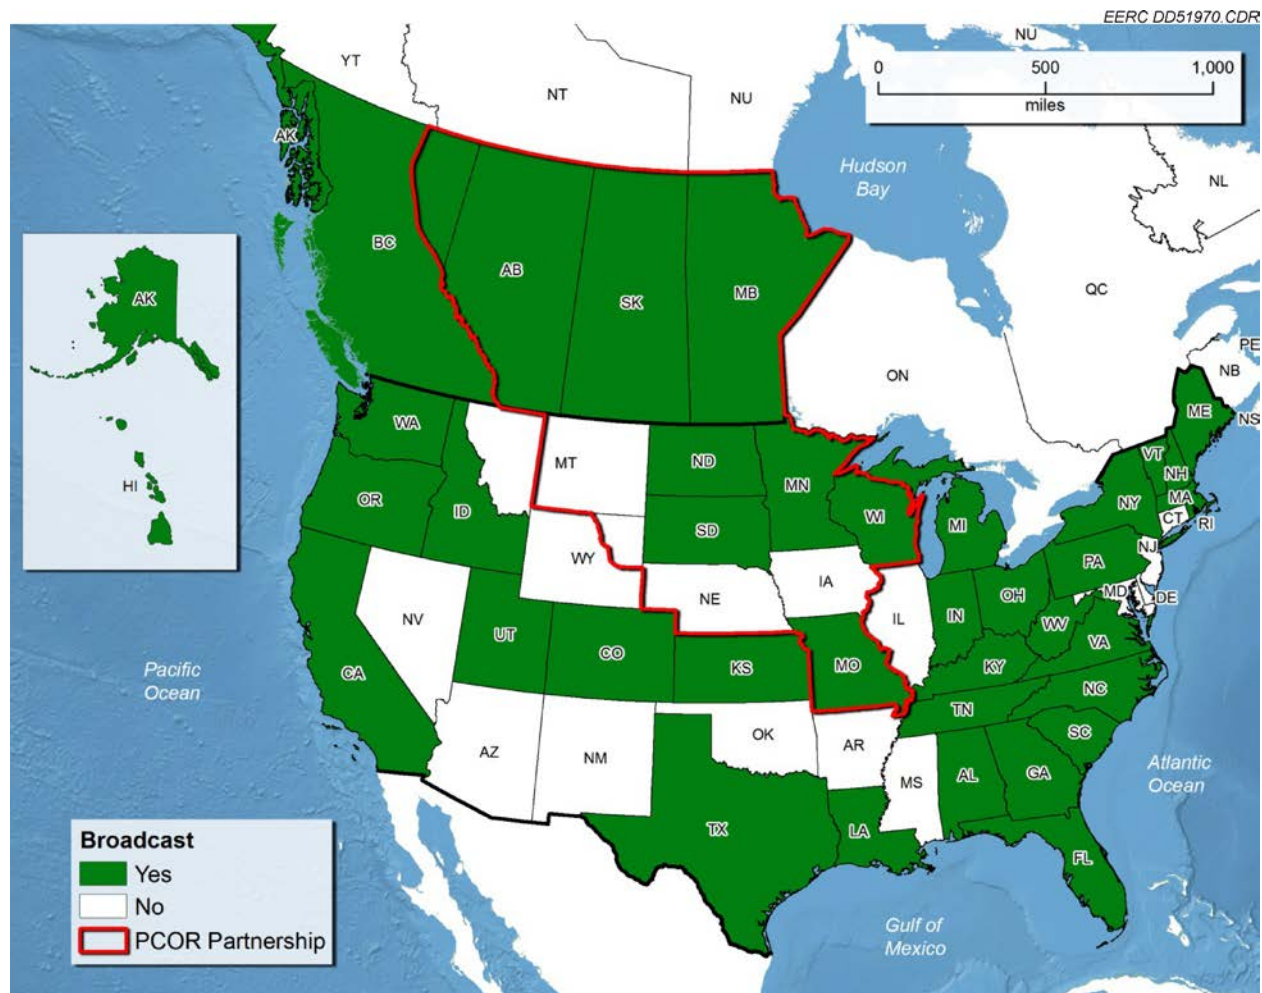 EERC DD51970.CDR
NU
YT
NT
NU
0 500 1,000
miles
AK
Hudson
Bay
NL
BC
AB
SK
MB
QC
AK
ON
PE
NB
NS
HI
WA
MT
ND
MN
ME
VT
NH
OR
ID
SD
WI
MI
NY
MA
CT
RI
WY
NE
IA
PA
NJ
MD
DE
NV
UT
CO
KS
MO
IL
IN
OH
WV
VA
KY
Pacific
Ocean
CA
NC
TN
SC
AZ
NM
OK
AR
MS
AL
GA
Atlantic
Ocean
TX
LA
FL
Broadcast
Yes
No
PCOR Partnership
Gulf of
Mexico